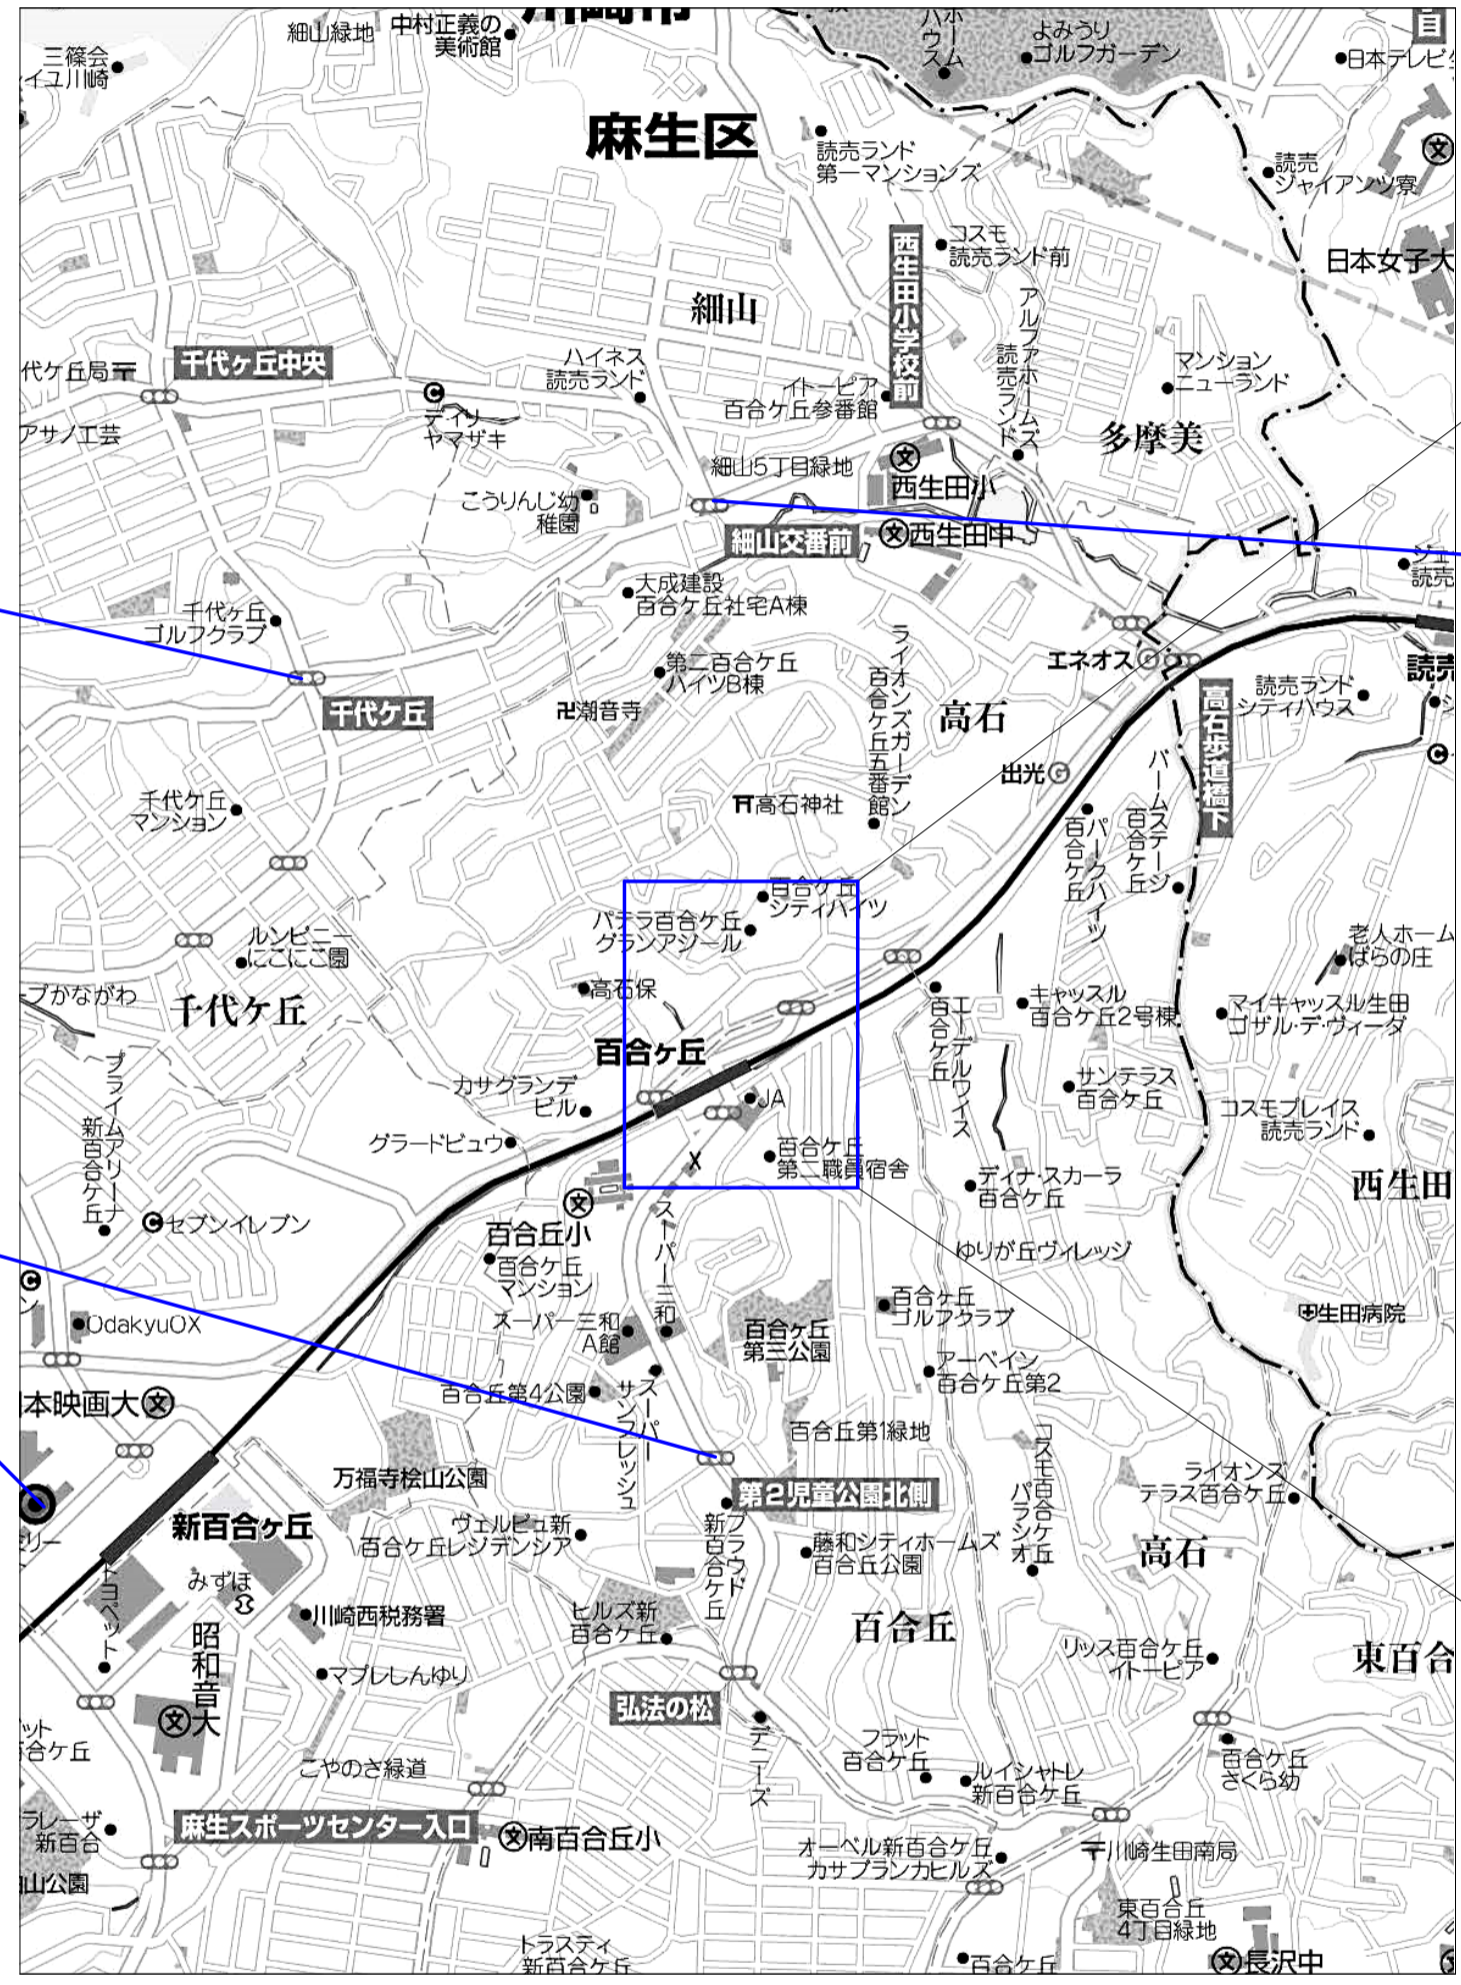 細山緑地
中村正義の
美術館
三篠会
イユ川崎
ホーム
ハウス
よみうり
ゴルフガーデン
日本テレビ
麻生区
読売ランド
第一マンションズ
読売
ジャイアンツ寮
西生田小学校前
コスモ
読売ランド前
日本女子大
細山
アルファホームズ
読売ランド
代ケ丘局〒
千代ヶ丘中央
ハイネス
読売ランド
イトーピア
百合ケ丘参番館
マンション
ニューランド
アサノ工芸
デイリー
ヤマザキ
多摩美
細山5丁目緑地
西生田小
こうりんじ幼
稚園
細山交番前
西生田中
大成建設
百合ケ丘社宅A棟
千代ヶ丘
ゴルフクラブ
第二百合ケ丘
ハイツB棟
ライオンズガーデン
百合ケ丘五番館
エネオス
読売ランド
シティハウス
千代ケ丘
卍潮音寺
高石
高石歩道橋下
出光
千代ケ丘
マンション
高石神社
パークハイツ
百合ケ丘
パームステージ
百合ケ丘
百合ケ丘
シティハイツ
パテラ百合ケ丘
グランアジール
ルンビニー
にこにこ園
高石保
老人ホーム
ばらの庄
プかながわ
千代ケ丘
エーデルワイス
百合ケ丘
キャッスル
百合ケ丘2号棟
マイキャッスル生田
コザル・デ・ヴィーダ
百合ヶ丘
カサグランデ
ビル
JA
サンテラス
百合ケ丘
コスモプレイス
読売ランド
プライムアリーナ
新百合ケ丘
グラードビュウ
百合ケ丘
第二職員宿舎
X
デイナ・スカーラ
百合ケ丘
西生田
セブンイレブン
百合丘小
百合ケ丘
マンション
スーパー三和
ゆりが丘ヴィレッジ
百合ケ丘
ゴルフクラブ
生田病院
OdakyuOX
スーパー三和
A館
百合ヶ丘
第三公園
アーベイン
百合ケ丘第2
本映画大
百合丘第4公園
スーパー
サンフレッシュ
百合丘第1緑地
コスモ百合ケ丘
パラシオ
万福寺桧山公園
第2児童公園北側
ライオンズ
テラス百合ケ丘
新百合ヶ丘
ヴェルビュ新
百合ケ丘レジデンシア
プラウド
新百合ケ丘
藤和シティホームズ
百合丘公園
高石
みずほ
トヨペット
川崎西税務署
ヒルズ新
百合ケ丘
百合丘
リッス百合ケ丘
イトーピア
東百合
昭和音大
マプレしんゆり
弘法の松
デニーズ
フラット
百合ケ丘
ルイシャトレ
新百合ケ丘
百合ケ丘
さくら幼
こやのさ緑道
麻生スポーツセンター入口
南百合丘小
ラレーザ
新百合
オーベル新百合ケ丘
カサブランカヒルズ
〒川崎生田南局
山公園
東百合丘
4丁目緑地
トラスティ
新百合ケ丘
百合ケ丘
長沢中